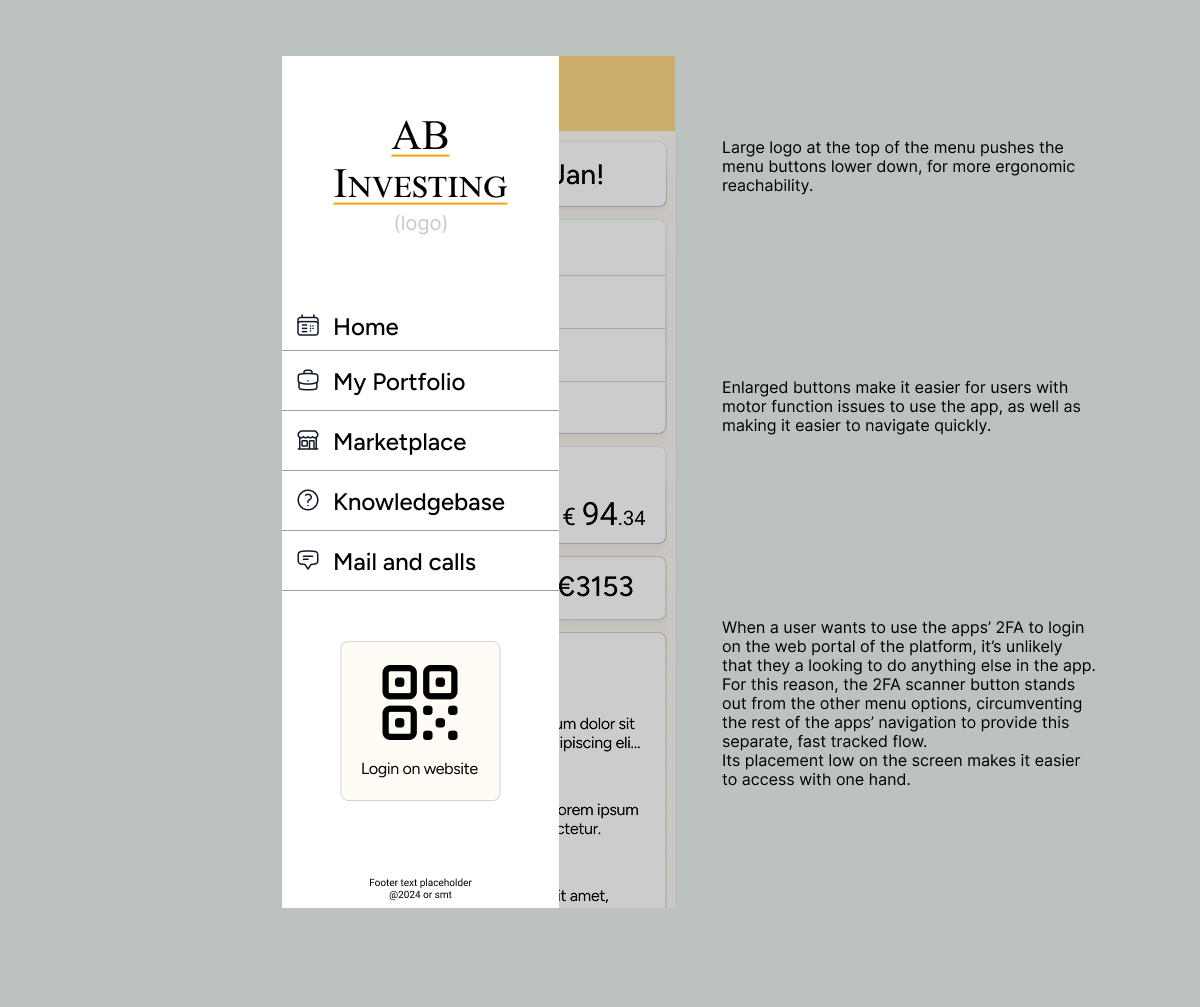 AB
INVESTING
(logo)
Home
My Portfolio
Marketplace
Knowledgebase
Mail and calls
Login on website
Footer text placeholder
@2024 or smt
Jan!
€ 94.34
€3153
um dolor sit
ipiscing eli...
orem ipsum
ctetur.
it amet,
Large logo at the top of the menu pushes the
menu buttons lower down, for more ergonomic
reachability.
Enlarged buttons make it easier for users with
motor function issues to use the app, as well as
making it easier to navigate quickly.
When a user wants to use the apps’ 2FA to login
on the web portal of the platform, it’s unlikely
that they a looking to do anything else in the app.
For this reason, the 2FA scanner button stands
out from the other menu options, circumventing
the rest of the apps’ navigation to provide this
separate, fast tracked flow.
Its placement low on the screen makes it easier
to access with one hand.